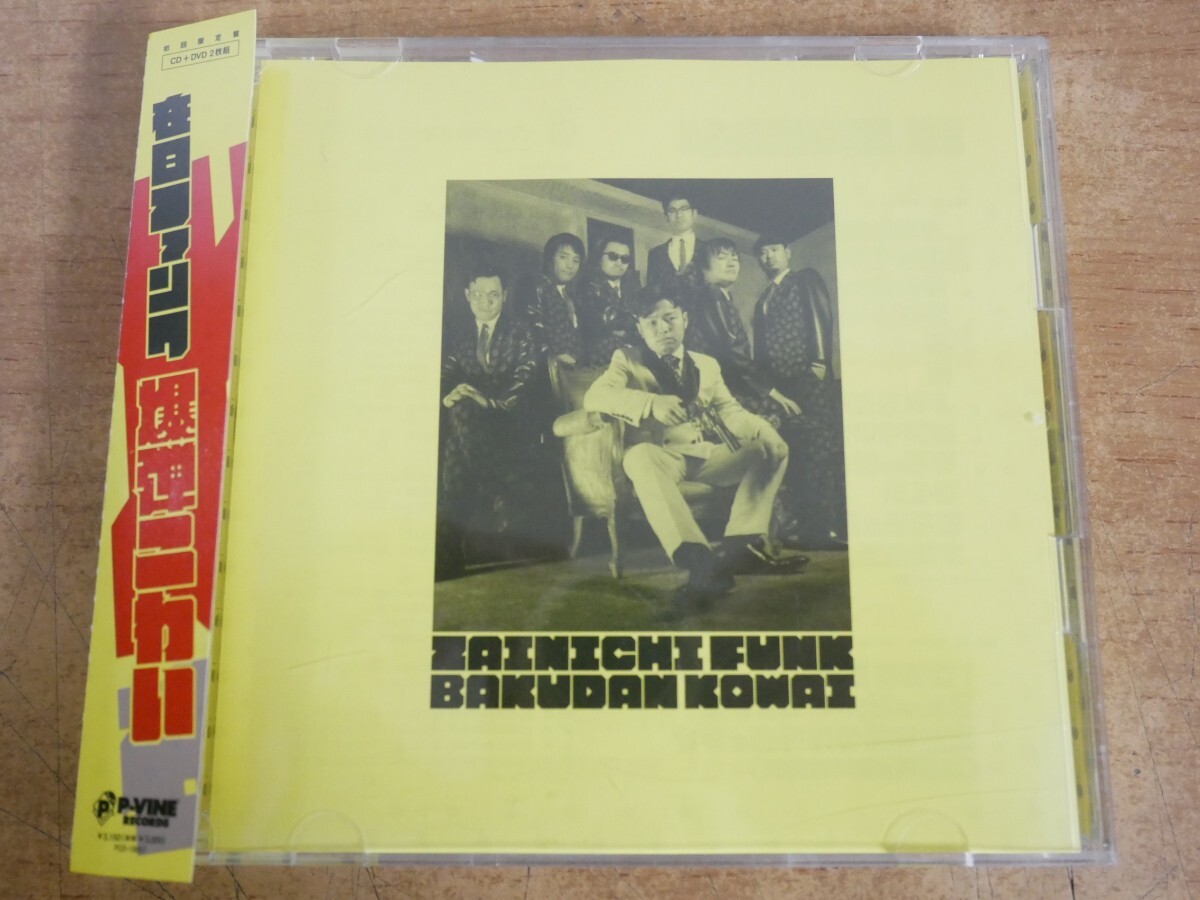 初回限定盤
CD+DVD 2枚組
在日ファンク
爆弾こわい
P-VINE
RECORDS
ZAINICHI FUNK
BAKUDAN KOWAI